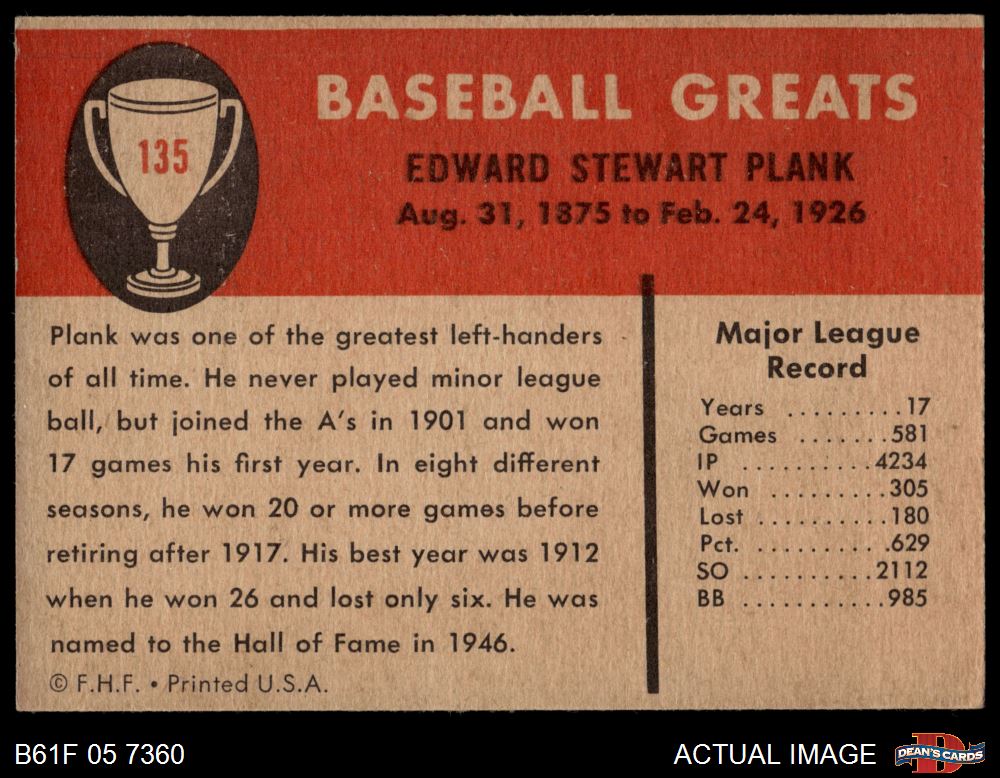 135
BASEBALL GREATS
EDWARD STEWART PLANK
Aug. 31, 1875 to Feb. 24, 1926
Plank was one of the greatest left-handers
of all time. He never played minor league
ball, but joined the A's in 1901 and won
17 games his first year. In eight different
seasons, he won 20 or more games before
retiring after 1917. His best year was 1912
when he won 26 and lost only six. He was
named to the Hall of Fame in 1946.
© F.H.F. • Printed U.S.A.
Major League
Record
Years .........17
Games .......581
IP ..........4234
Won .........305
Lost ..........180
Pct. ..........629
SO ..........2112
BB ...........985
B61F 05 7360
ACTUAL IMAGE
D
DEAN'S CARDS